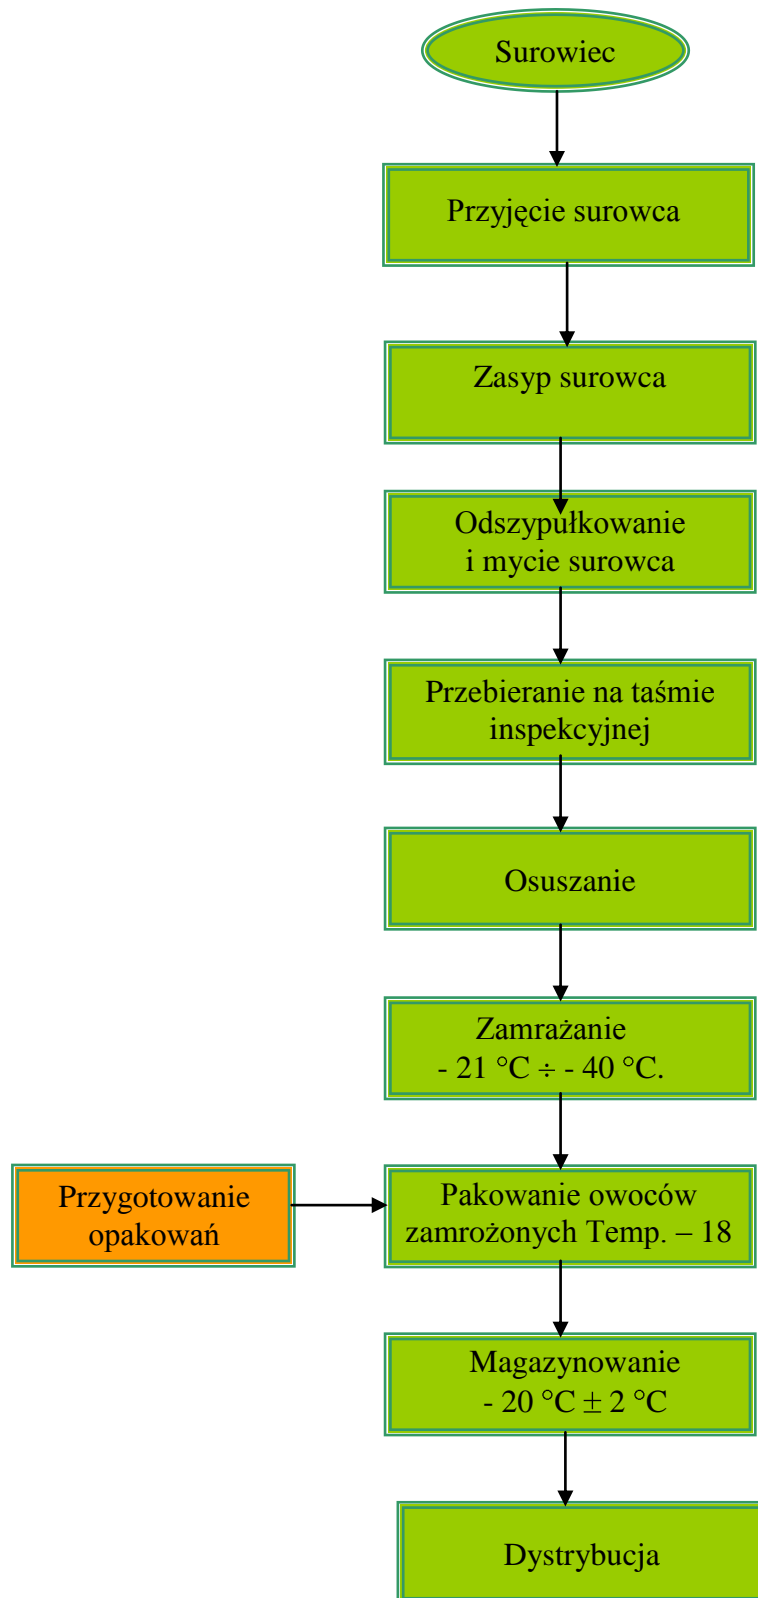 Surowiec
Przyjęcie surowca
Zasyp surowca
Odszypułkowanie
i mycie surowca
Przebieranie na taśmie
inspekcyjnej
Osuszanie
Zamrażanie
- 21 °C ÷ - 40 °C.
Przygotowanie
opakowań
Pakowanie owoców
zamrożonych Temp. – 18
Magazynowanie
- 20 °C ± 2 °C
Dystrybucja